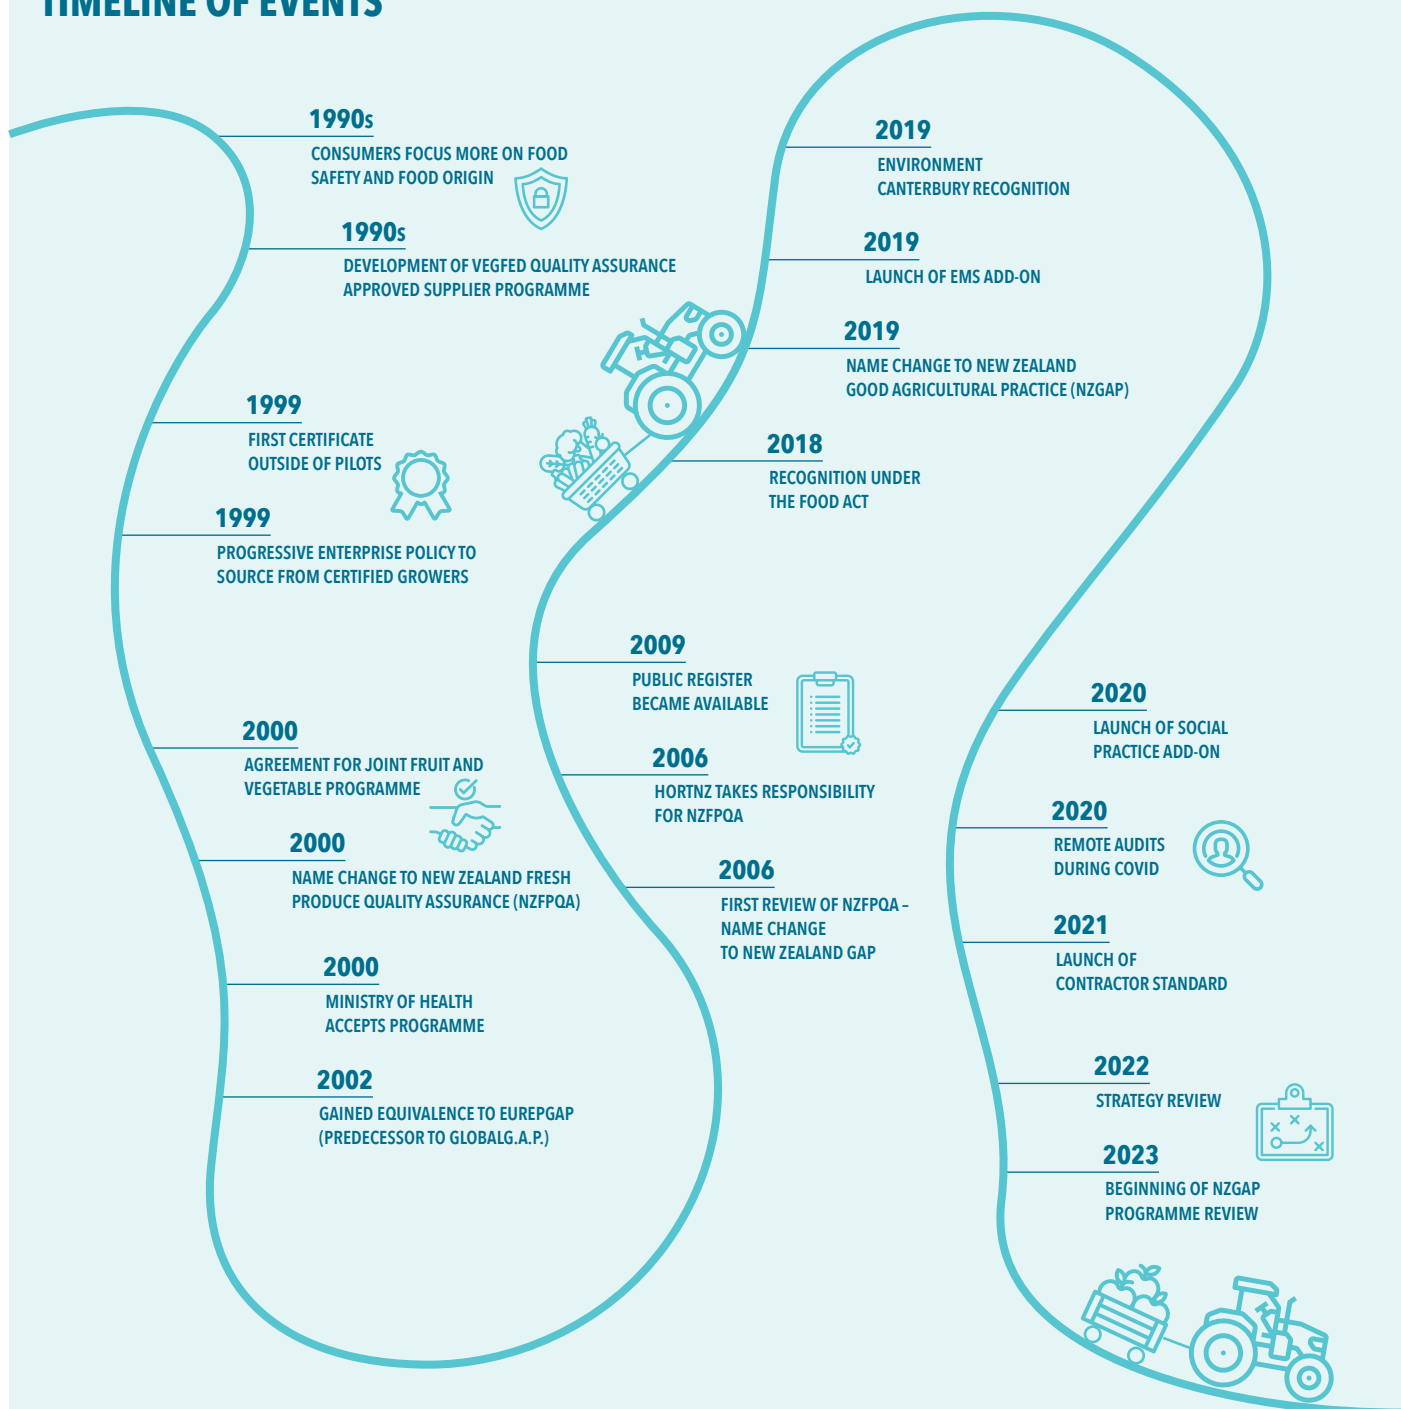 TIMELINE OF EVENTS
1990s
CONSUMERS FOCUS MORE ON FOOD
SAFETY AND FOOD ORIGIN
1990s
DEVELOPMENT OF VEGFED QUALITY ASSURANCE
APPROVED SUPPLIER PROGRAMME
1999
FIRST CERTIFICATE
OUTSIDE OF PILOTS
1999
PROGRESSIVE ENTERPRISE POLICY TO
SOURCE FROM CERTIFIED GROWERS
2000
AGREEMENT FOR JOINT FRUIT AND
VEGETABLE PROGRAMME
2000
NAME CHANGE TO NEW ZEALAND FRESH
PRODUCE QUALITY ASSURANCE (NZFPQA)
2000
MINISTRY OF HEALTH
ACCEPTS PROGRAMME
2002
GAINED EQUIVALENCE TO EUREPGAP
(PREDECESSOR TO GLOBALG.A.P.)
2006
FIRST REVIEW OF NZFPQA –
NAME CHANGE
TO NEW ZEALAND GAP
2006
HORTNZ TAKES RESPONSIBILITY
FOR NZFPQA
2009
PUBLIC REGISTER
BECAME AVAILABLE
2018
RECOGNITION UNDER
THE FOOD ACT
2019
NAME CHANGE TO NEW ZEALAND
GOOD AGRICULTURAL PRACTICE (NZGAP)
2019
LAUNCH OF EMS ADD-ON
2019
ENVIRONMENT
CANTERBURY RECOGNITION
2020
LAUNCH OF SOCIAL
PRACTICE ADD-ON
2020
REMOTE AUDITS
DURING COVID
2021
LAUNCH OF
CONTRACTOR STANDARD
2022
STRATEGY REVIEW
2023
BEGINNING OF NZGAP
PROGRAMME REVIEW